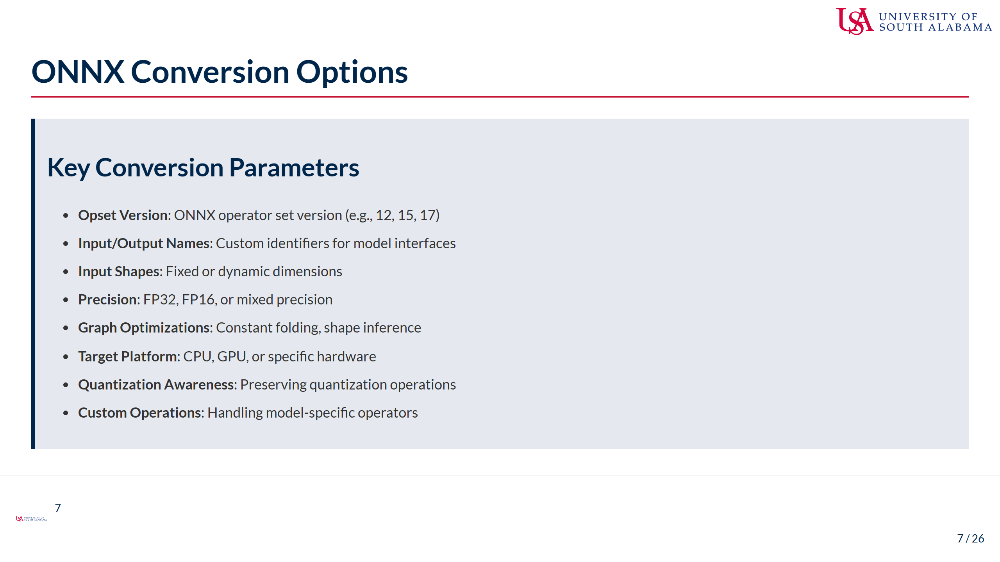 USA UNIVERSITY OF
SOUTH ALABAMA
ONNX Conversion Options
Key Conversion Parameters
• Opset Version: ONNX operator set version (e.g., 12, 15, 17)
• Input/Output Names: Custom identifiers for model interfaces
• Input Shapes: Fixed or dynamic dimensions
• Precision: FP32, FP16, or mixed precision
• Graph Optimizations: Constant folding, shape inference
• Target Platform: CPU, GPU, or specific hardware
• Quantization Awareness: Preserving quantization operations
• Custom Operations: Handling model-specific operators
7
USA UNIVERSITY OF
SOUTH ALABAMA
7 / 26